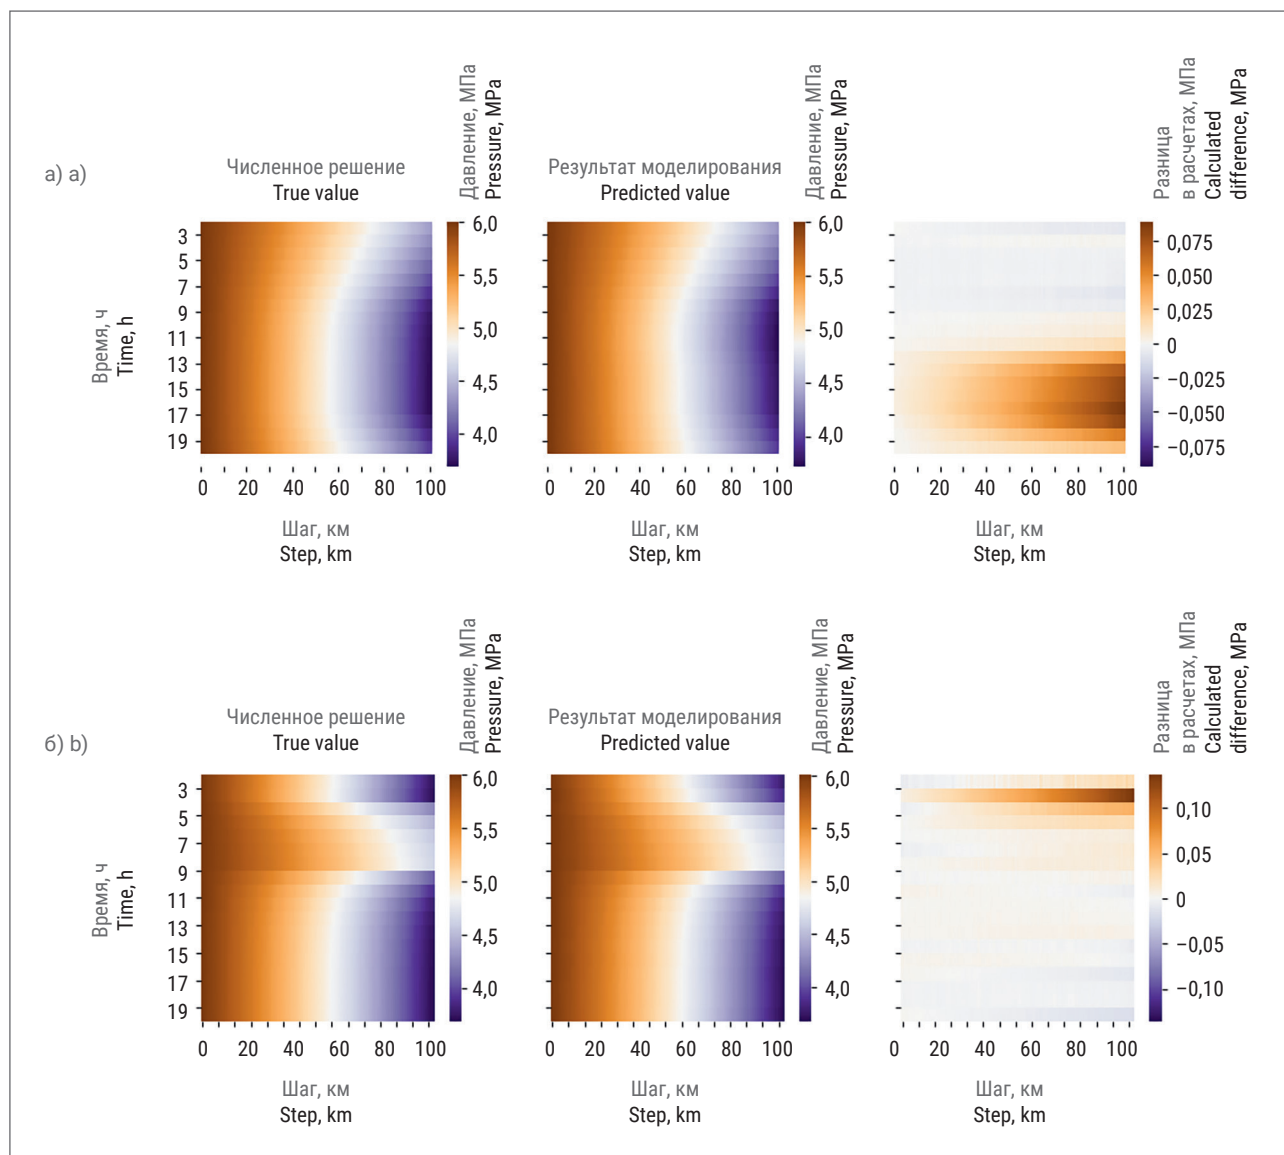 а) a)
Численное решение
True value
Давление, МПа
Pressure, MPa
Результат моделирования
Predicted value
Давление, МПа
Pressure, MPa
Разница
в расчетах, МПа
Calculated
difference, MPa
Время, ч
Time, h
3
5
7
9
11
13
15
17
19
0 20 40 60 80 100
Шаг, км
Step, km
6,0
5,5
5,0
4,5
4,0
0 20 40 60 80 100
Шаг, км
Step, km
6,0
5,5
5,0
4,5
4,0
0 20 40 60 80 100
Шаг, км
Step, km
0,075
0,050
0,025
0
−0,025
−0,050
−0,075
б) b)
Численное решение
True value
Давление, МПа
Pressure, MPa
Результат моделирования
Predicted value
Давление, МПа
Pressure, MPa
Разница
в расчетах, МПа
Calculated
difference, MPa
Время, ч
Time, h
3
5
7
9
11
13
15
17
19
0 20 40 60 80 100
Шаг, км
Step, km
6,0
5,5
5,0
4,5
4,0
0 20 40 60 80 100
Шаг, км
Step, km
6,0
5,5
5,0
4,5
4,0
0 20 40 60 80 100
Шаг, км
Step, km
0,10
0,05
0
−0,05
−0,10